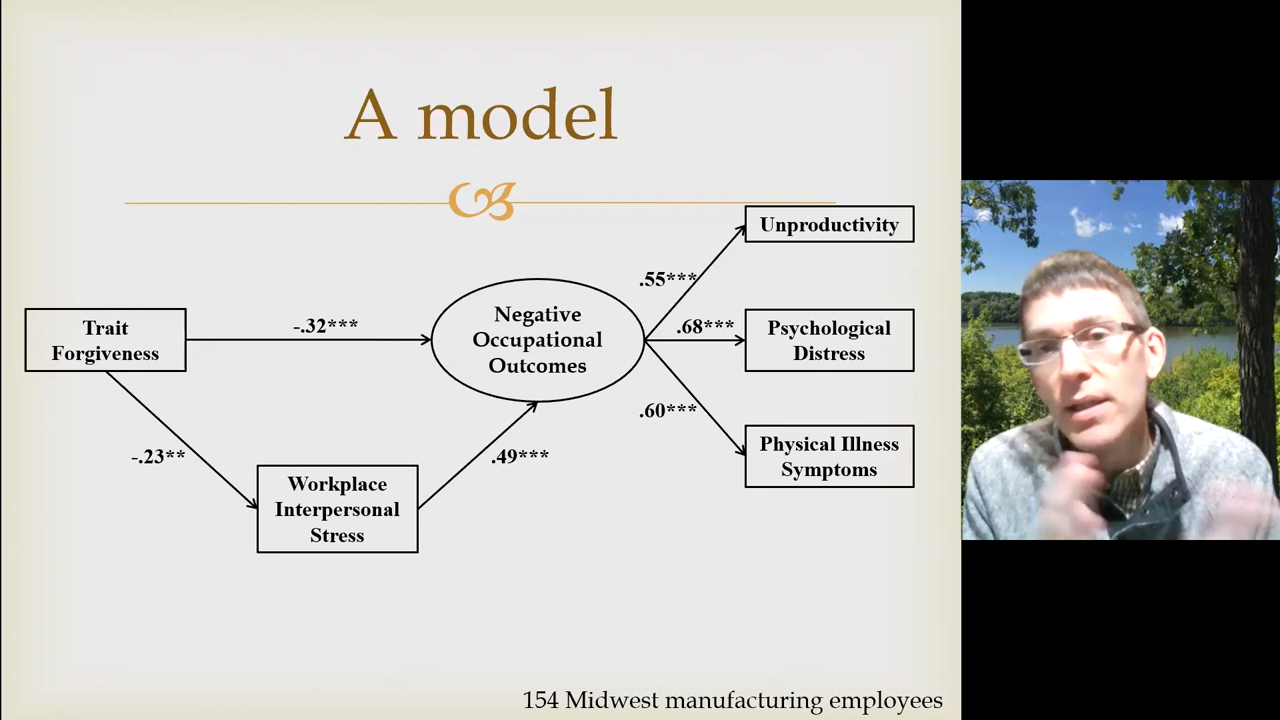 A model
Unproductivity
.55***
Trait
Forgiveness
-.32***
Negative
Occupational
Outcomes
.68***
Psychological
Distress
.60***
-.23**
.49***
Physical Illness
Symptoms
Workplace
Interpersonal
Stress
154 Midwest manufacturing employees